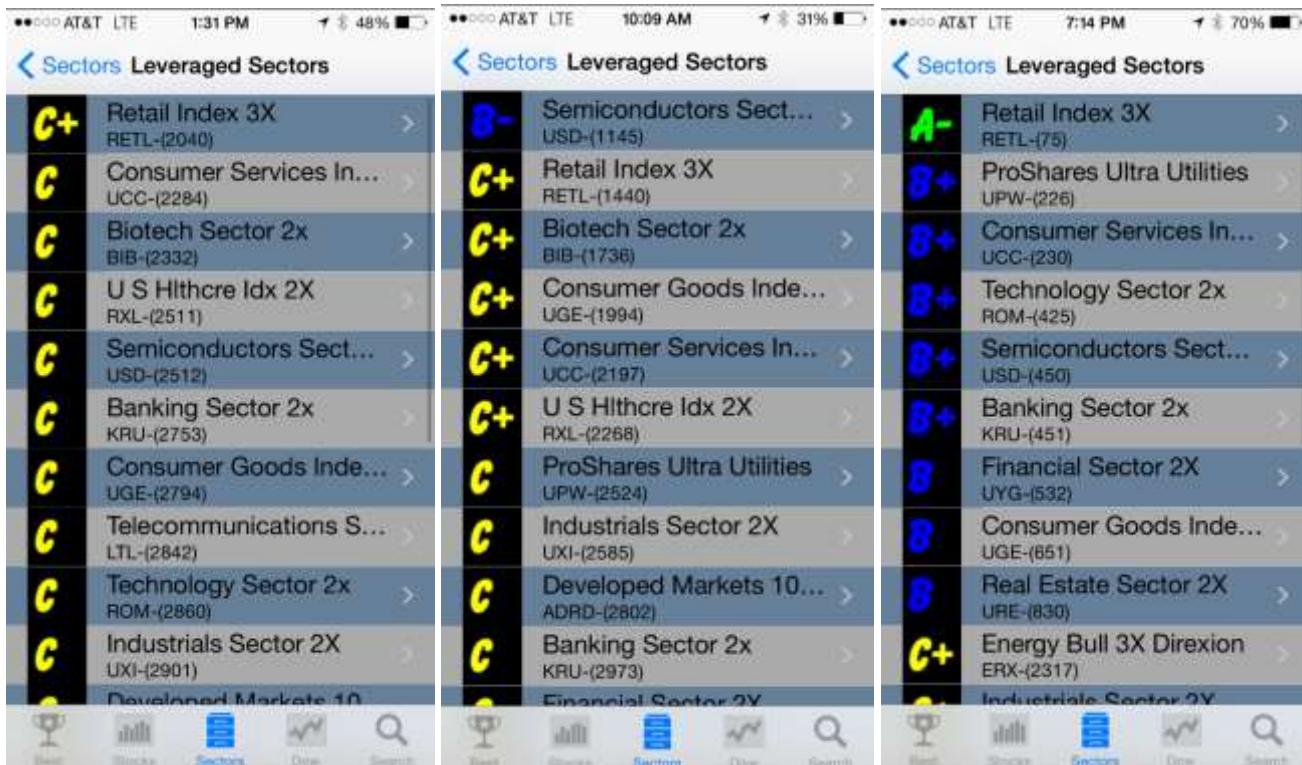 AT&T LTE 1:31 PM 48%
Sectors Leveraged Sectors
C+ Retail Index 3X
RETL-(2040)
C Consumer Services In...
UCC-(2284)
C Biotech Sector 2x
BIB-(2332)
C U S Hlthcre Idx 2X
RXL-(2511)
C Semiconductors Sect...
USD-(2512)
C Banking Sector 2x
KRU-(2753)
C Consumer Goods Inde...
UGE-(2794)
C Telecommunications S...
LTL-(2842)
C Technology Sector 2x
ROM-(2860)
C Industrials Sector 2X
UXI-(2901)
Developed Markets 10
Best Stocks Sectors Dow Search
AT&T LTE 10:09 AM 31%
Sectors Leveraged Sectors
B- Semiconductors Sect...
USD-(1145)
C+ Retail Index 3X
RETL-(1440)
C+ Biotech Sector 2x
BIB-(1736)
C+ Consumer Goods Inde...
UGE-(1994)
C+ Consumer Services In...
UCC-(2197)
C+ U S Hlthcre Idx 2X
RXL-(2268)
C ProShares Ultra Utilities
UPW-(2524)
C Industrials Sector 2X
UXI-(2585)
C Developed Markets 10...
ADRD-(2802)
C Banking Sector 2x
KRU-(2973)
Financial Sector 2X
Best Stocks Sectors Dow Search
AT&T LTE 7:14 PM 70%
Sectors Leveraged Sectors
A- Retail Index 3X
RETL-(75)
B+ ProShares Ultra Utilities
UPW-(226)
B+ Consumer Services In...
UCC-(230)
B+ Technology Sector 2x
ROM-(425)
B+ Semiconductors Sect...
USD-(450)
B+ Banking Sector 2x
KRU-(451)
B Financial Sector 2X
UYG-(532)
B Consumer Goods Inde...
UGE-(651)
B Real Estate Sector 2X
URE-(830)
C+ Energy Bull 3X Direxion
ERX-(2317)
Industrials Sector 2X
Best Stocks Sectors Dow Search